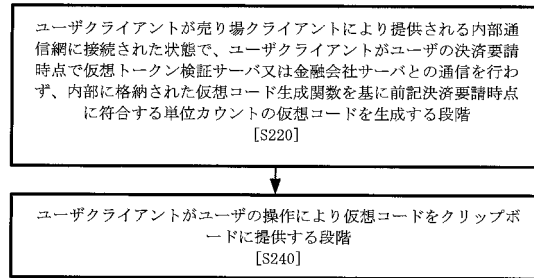 ユーザクライアントが売り場クライアントにより提供される内部通
信網に接続された状態で、ユーザクライアントがユーザの決済要請
時点で仮想トークン検証サーバ又は金融会社サーバとの通信を行わ
ず、内部に格納された仮想コード生成関数を基に前記決済要請時点
に符合する単位カウントの仮想コードを生成する段階
[S220]
ユーザクライアントがユーザの操作により仮想コードをクリップボ
ードに提供する段階
[S240]